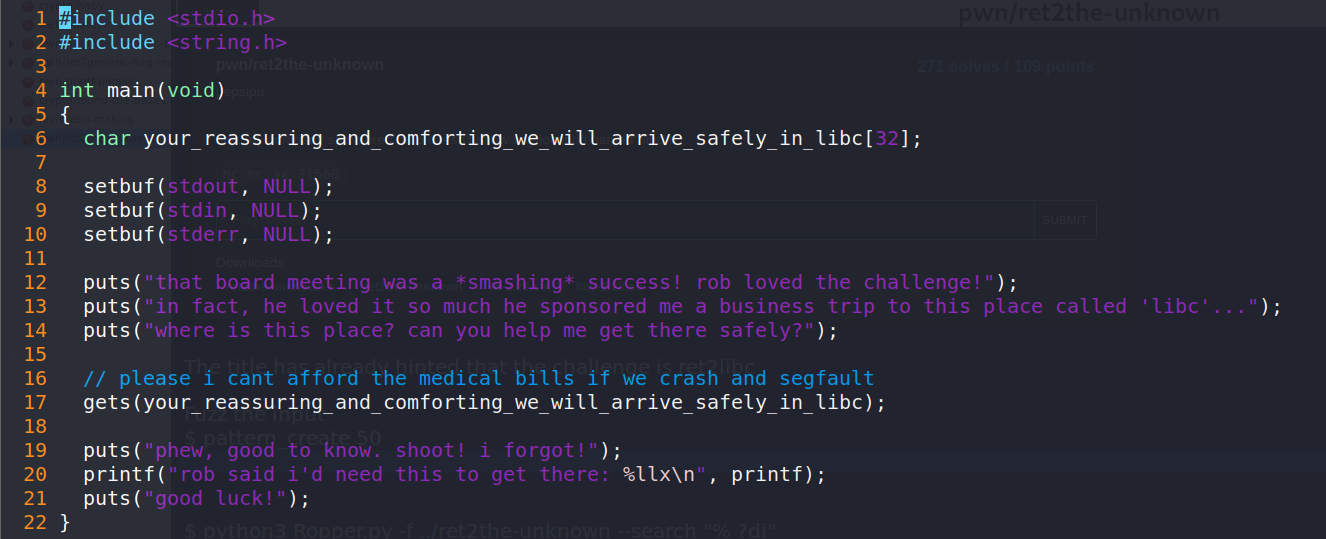 pwn/ret2the-unknown
1 #include <stdio.h>
2 #include <string.h>
3
pwn/ret2the-unknown
271 solves / 109 points
4 int main(void)
5 {
6 char your_reassuring_and_comforting_we_will_arrive_safely_in_libc[32];
7
8 setbuf(stdout, NULL);
9 setbuf(stdin, NULL);
SUBMIT
10 setbuf(stderr, NULL);
11
Downloads
12 puts("that board meeting was a *smashing* success! rob loved the challenge!");
13 puts("in fact, he loved it so much he sponsored me a business trip to this place called 'libc'...");
14 puts("where is this place? can you help me get there safely?");
15
The title has already hinted that the challenge is ret2libc
16 // please i cant afford the medical bills if we crash and segfault
17 gets(your_reassuring_and_comforting_we_will_arrive_safely_in_libc);
Fuzz the input
18
$ pattern_create 50
19 puts("phew, good to know. shoot! i forgot!");
20 printf("rob said i'd need this to get there: %llx\n", printf);
21 puts("good luck!");
22 }
$ python3 Ropper.py -f ../ret2the-unknown --search "% ?di"